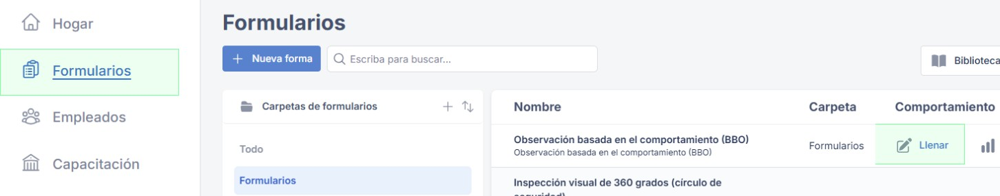 Hogar
Formularios
Empleados
Capacitación
Formularios
Nueva forma
Escriba para buscar...
Biblioteca
Carpetas de formularios
Todo
Formularios
Nombre Carpeta Comportamiento
Observación basada en el comportamiento (BBO)
Observación basada en el comportamiento (BBO)
Formularios
Llenar
Inspección visual de 360 grados (círculo de
seguridad)